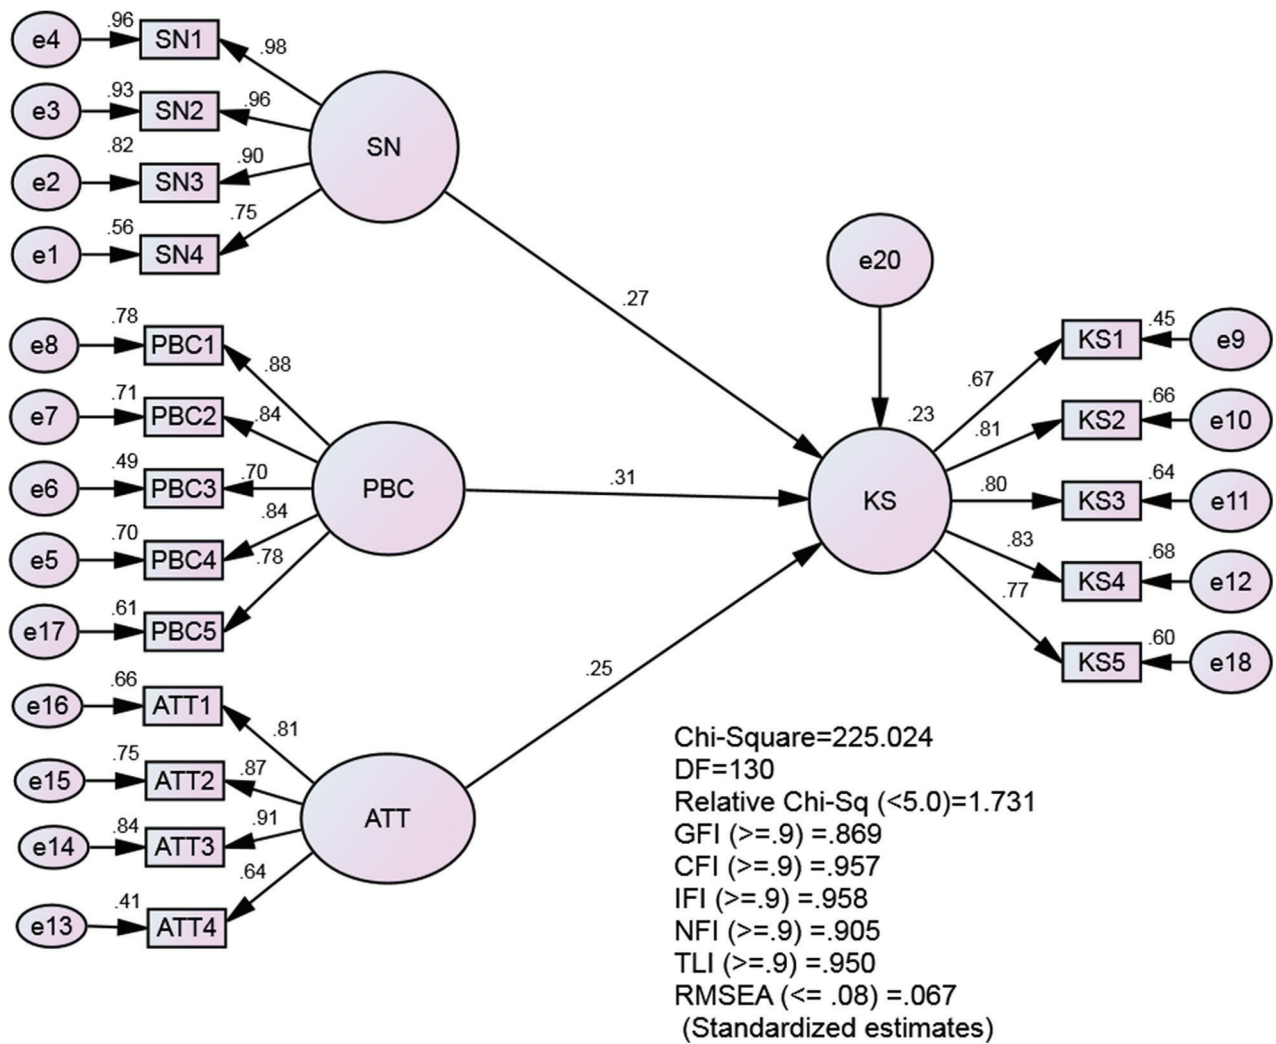 e4 .96 SN1 .98
e3 .93 SN2 .96
e2 .82 SN3 .90
e1 .56 SN4 .75
SN
.27
e8 .78 PBC1 .88
e7 .71 PBC2 .84
e6 .49 PBC3 .70
e5 .70 PBC4 .84
e17 .61 PBC5 .78
PBC
.31
e16 .66 ATT1 .81
e15 .75 ATT2 .87
e14 .84 ATT3 .91
e13 .41 ATT4 .64
ATT
.25
e20
.23
KS
.67 KS1 .45 e9
.81 KS2 .66 e10
.80 KS3 .64 e11
.83 KS4 .68 e12
.77 KS5 .60 e18
Chi-Square=225.024
DF=130
Relative Chi-Sq (<5.0)=1.731
GFI (>=.9) =.869
CFI (>=.9) =.957
IFI (>=.9) =.958
NFI (>=.9) =.905
TLI (>=.9) =.950
RMSEA (<= .08) =.067
(Standardized estimates)